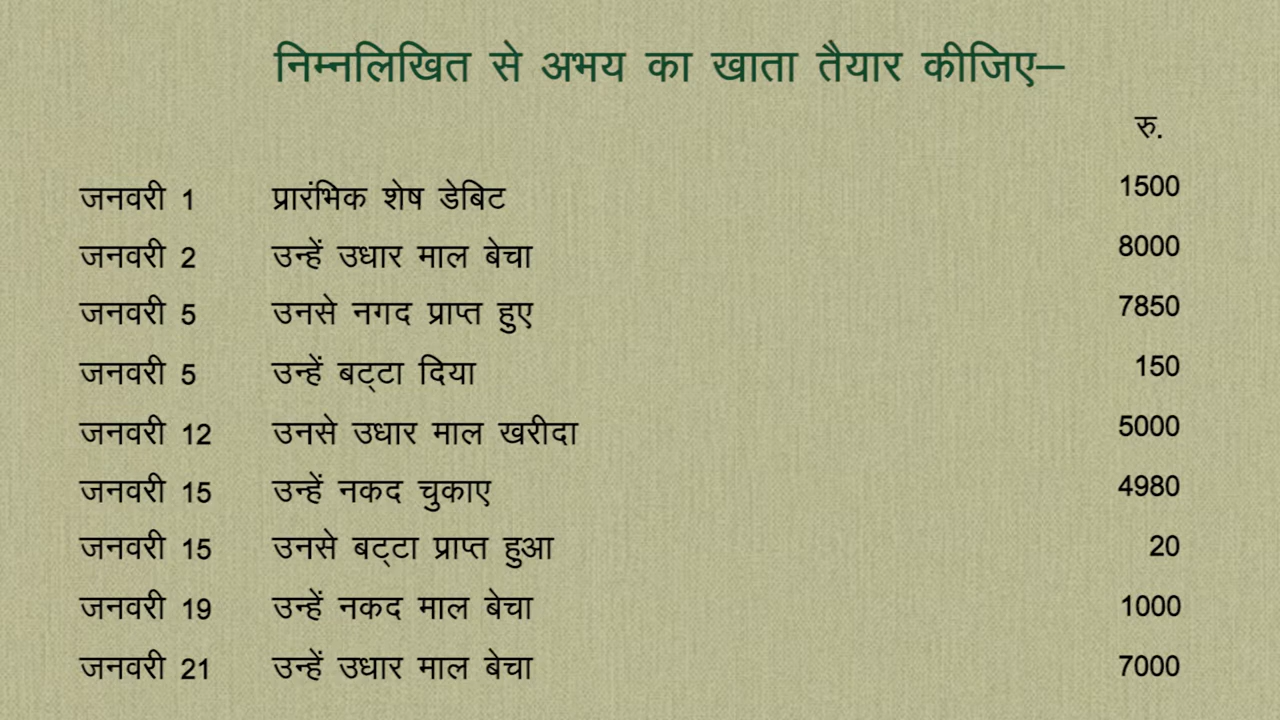 निम्नलिखित से अभय का खाता तैयार कीजिए–
रु.
जनवरी 1 प्रारंभिक शेष डेबिट 1500
जनवरी 2 उन्हें उधार माल बेचा 8000
जनवरी 5 उनसे नगद प्राप्त हुए 7850
जनवरी 5 उन्हें बट्‌टा दिया 150
जनवरी 12 उनसे उधार माल खरीदा 5000
जनवरी 15 उन्हें नकद चुकाए 4980
जनवरी 15 उनसे बट्‌टा प्राप्त हुआ 20
जनवरी 19 उन्हें नकद माल बेचा 1000
जनवरी 21 उन्हें उधार माल बेचा 7000